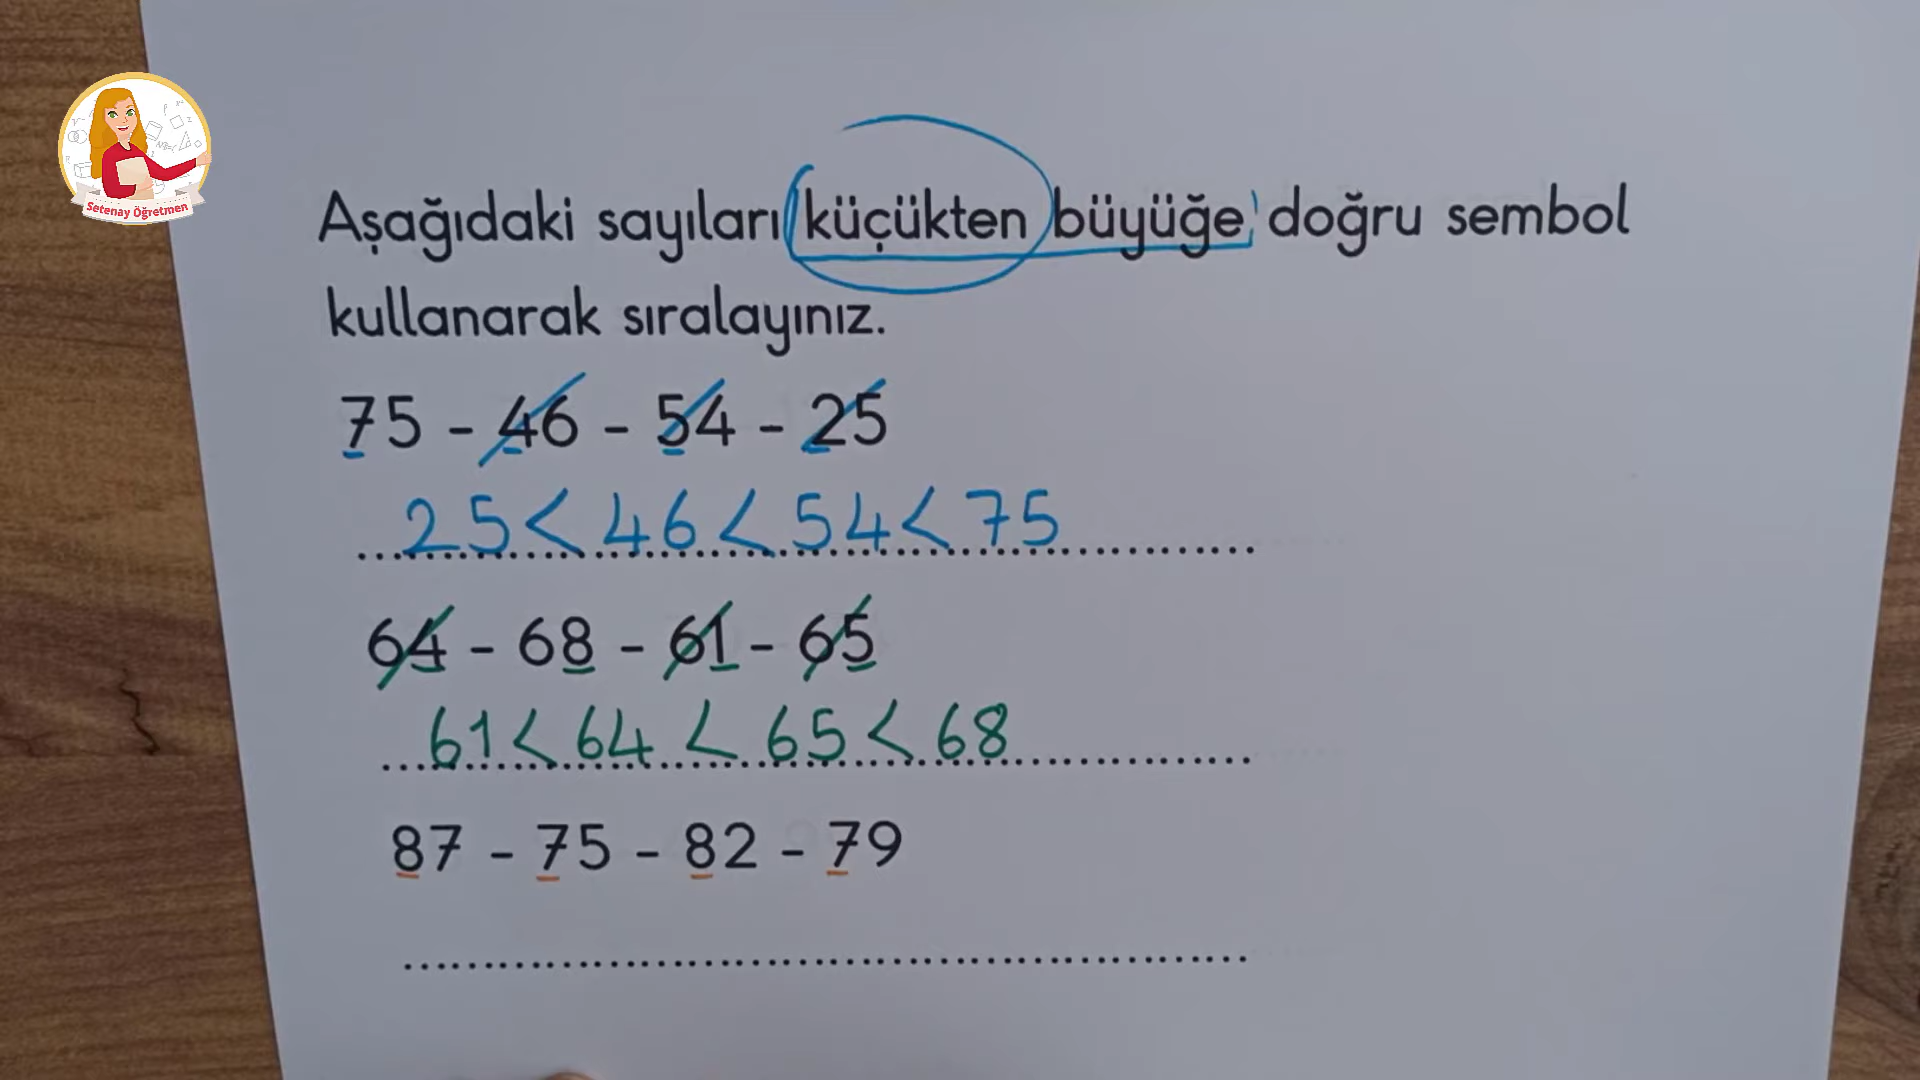 Setenay Öğretmen
Aşağıdaki sayıları küçükten büyüğe doğru sembol
kullanarak sıralayınız.
75 - 46 - 54 - 25
25 < 46 < 54 < 75
64 - 68 - 61 - 65
61 < 64 < 65 < 68
87 - 75 - 82 - 79